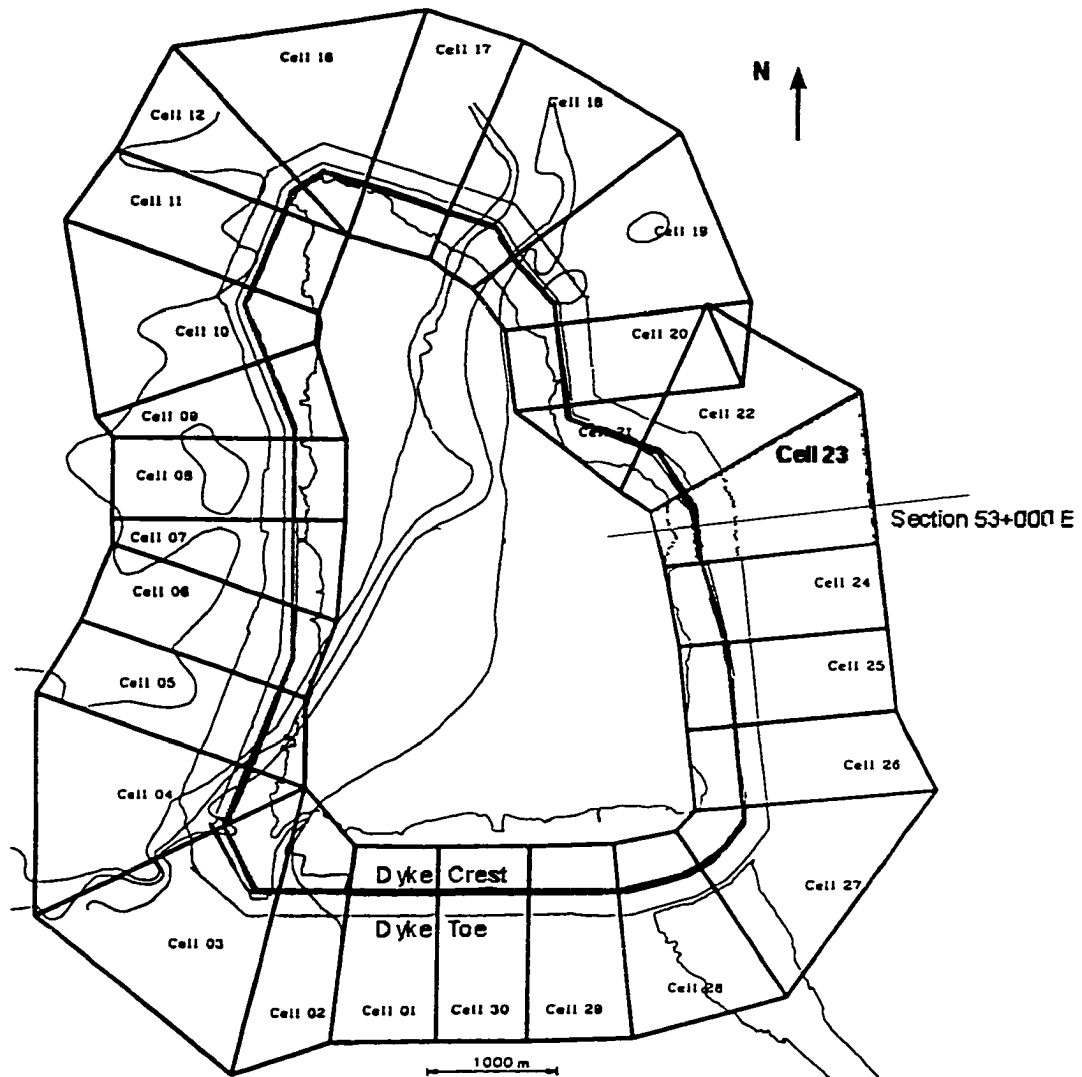 Cell 16
Cell 17
N
Cell 18
Cell 12
Cell 11
Cell 19
Cell 10
Cell 20
Cell 09
Cell 22
Cell 21
Cell 23
Cell 08
Section 53+000 E
Cell 07
Cell 24
Cell 06
Cell 25
Cell 05
Cell 26
Cell 04
Dyke Crest
Cell 27
Dyke Toe
Cell 03
Cell 28
Cell 02
Cell 01
Cell 30
Cell 29
1000 m